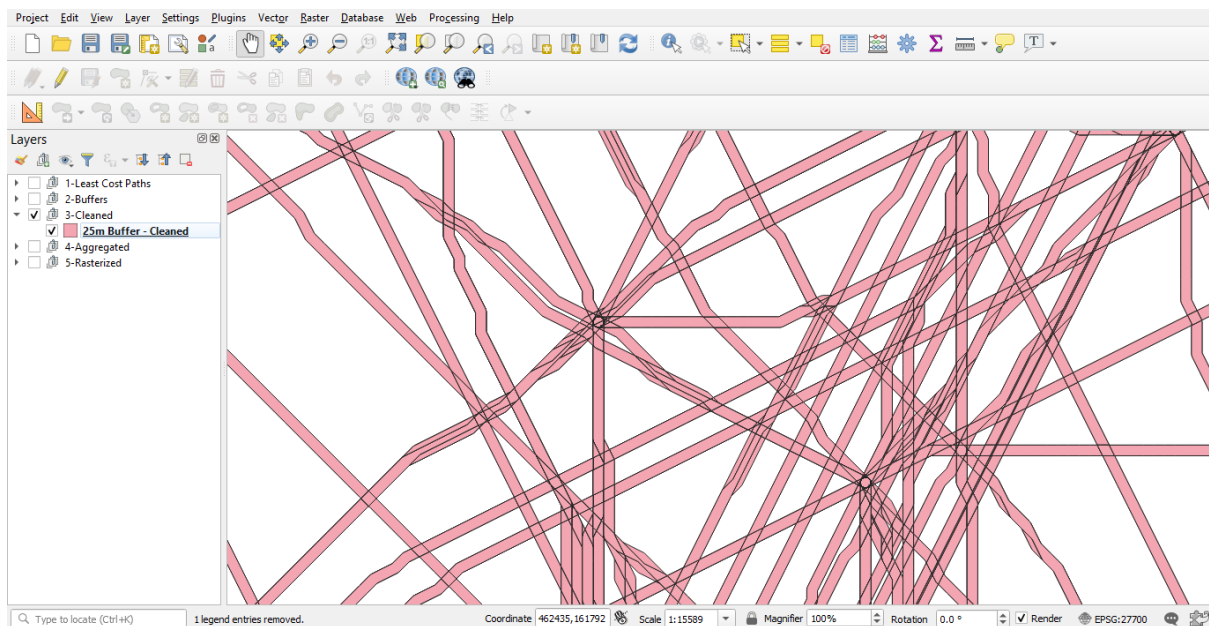 Project Edit View Layer Settings Plugins Vector Raster Database Web Processing Help
1:1
Σ
T
Layers
1-Least Cost Paths
2-Buffers
3-Cleaned
25m Buffer - Cleaned
4-Aggregated
5-Rasterized
Type to locate (Ctrl+K) 1 legend entries removed. Coordinate 462435,161792 Scale 1:15589 Magnifier 100% Rotation 0.0 ° Render EPSG:27700